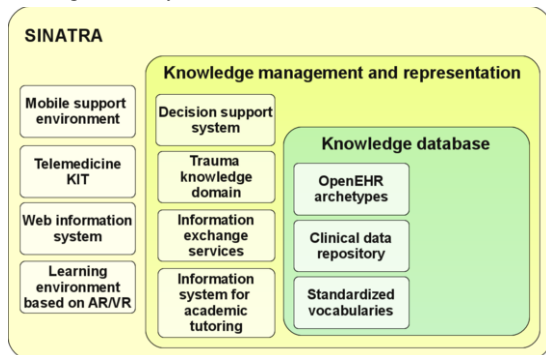 SINATRA
Mobile support
environment
Telemedicine
KIT
Web information
system
Learning
environment
based on AR/VR
Knowledge management and representation
Decision support
system
Trauma
knowledge
domain
Information
exchange
services
Information
system for
academic
tutoring
Knowledge database
OpenEHR
archetypes
Clinical data
repository
Standardized
vocabularies